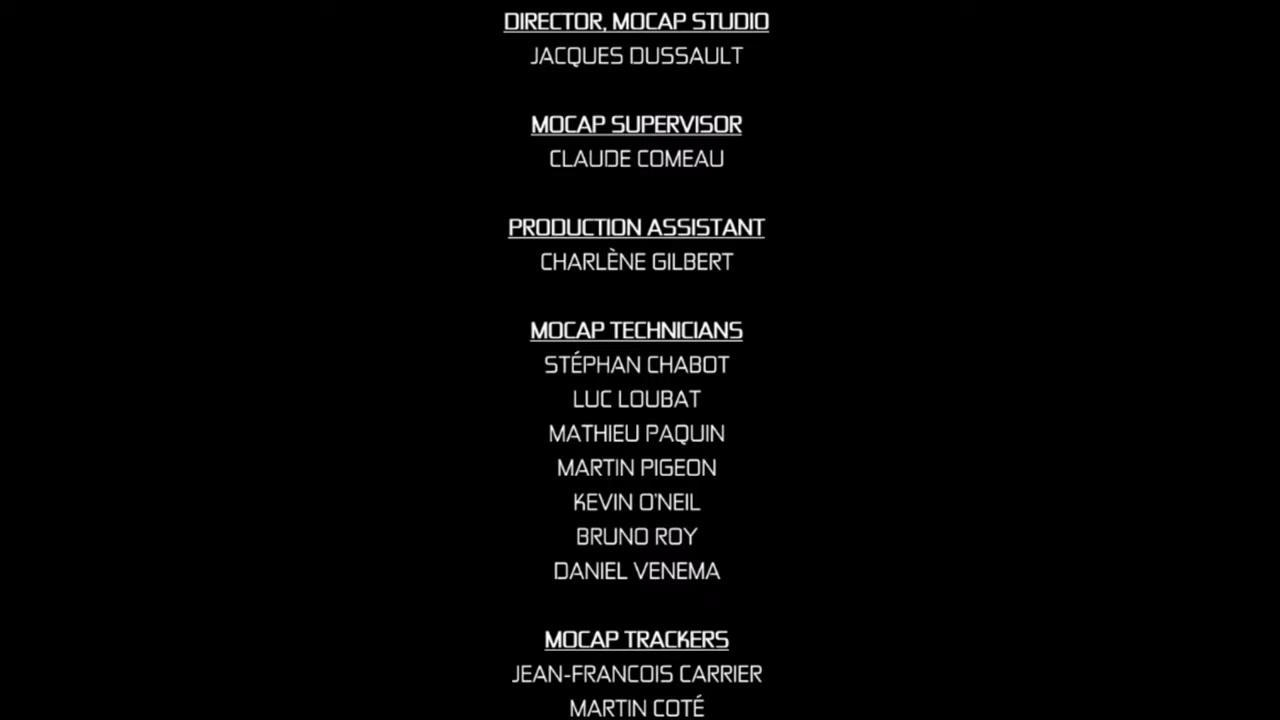 DIRECTOR, MOCAP STUDIO
JACQUES DUSSAULT
MOCAP SUPERVISOR
CLAUDE COMEAU
PRODUCTION ASSISTANT
CHARLÈNE GILBERT
MOCAP TECHNICIANS
STÉPHAN CHABOT
LUC LOUBAT
MATHIEU PAQUIN
MARTIN PIGEON
KEVIN O'NEIL
BRUNO ROY
DANIEL VENEMA
MOCAP TRACKERS
JEAN-FRANCOIS CARRIER
MARTIN COTÉ